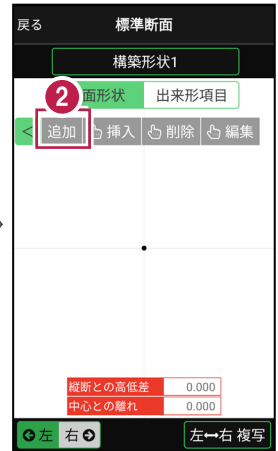 戻る 標準断面
構築形状1
2 面形状 出来形項目
< 追加 挿入 削除 編集
縦断との高低差 0.000
中心との離れ 0.000
左 右 左↔右 複写